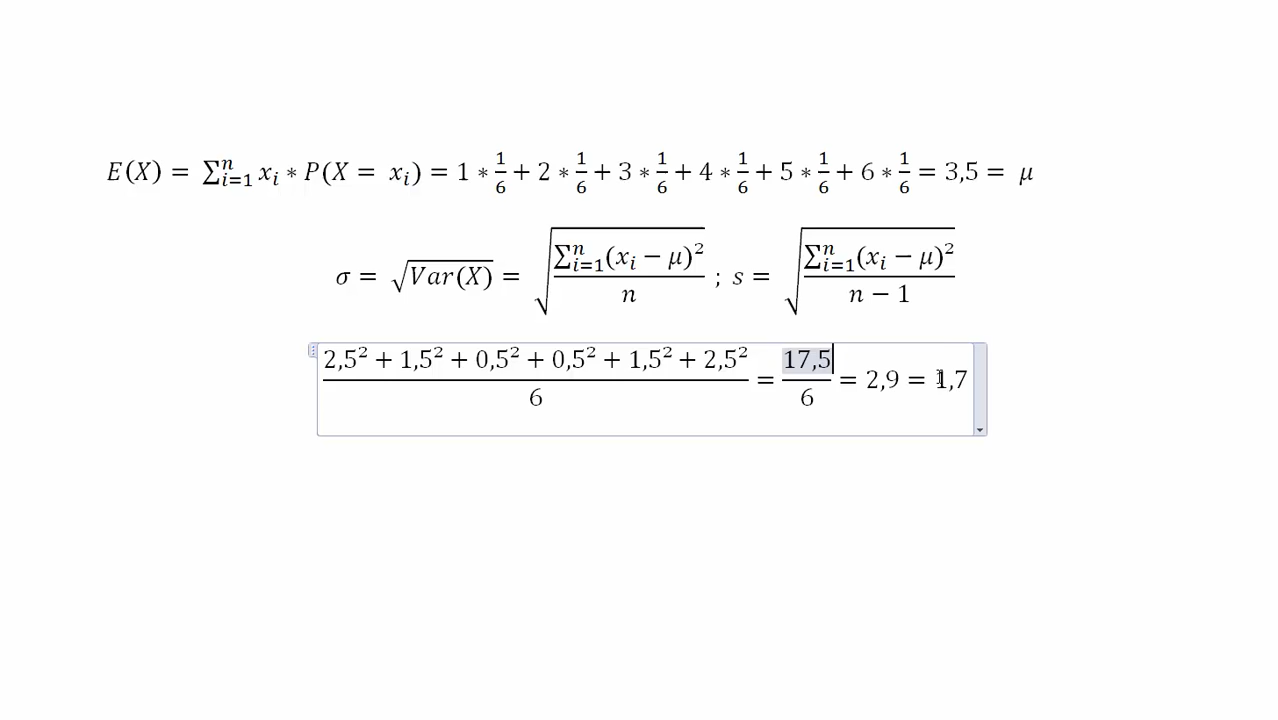 E(X) = ∑ⁿᵢ₌₁ xᵢ * P(X = xᵢ) = 1 * 1/6 + 2 * 1/6 + 3 * 1/6 + 4 * 1/6 + 5 * 1/6 + 6 * 1/6 = 3,5 = μ
σ = √Var(X) = √(∑ⁿᵢ₌₁(xᵢ − μ)²/n) ; s = √(∑ⁿᵢ₌₁(xᵢ − μ)²/(n − 1))
(2,5² + 1,5² + 0,5² + 0,5² + 1,5² + 2,5²)/6 = 17,5/6 = 2,9 = 1,7